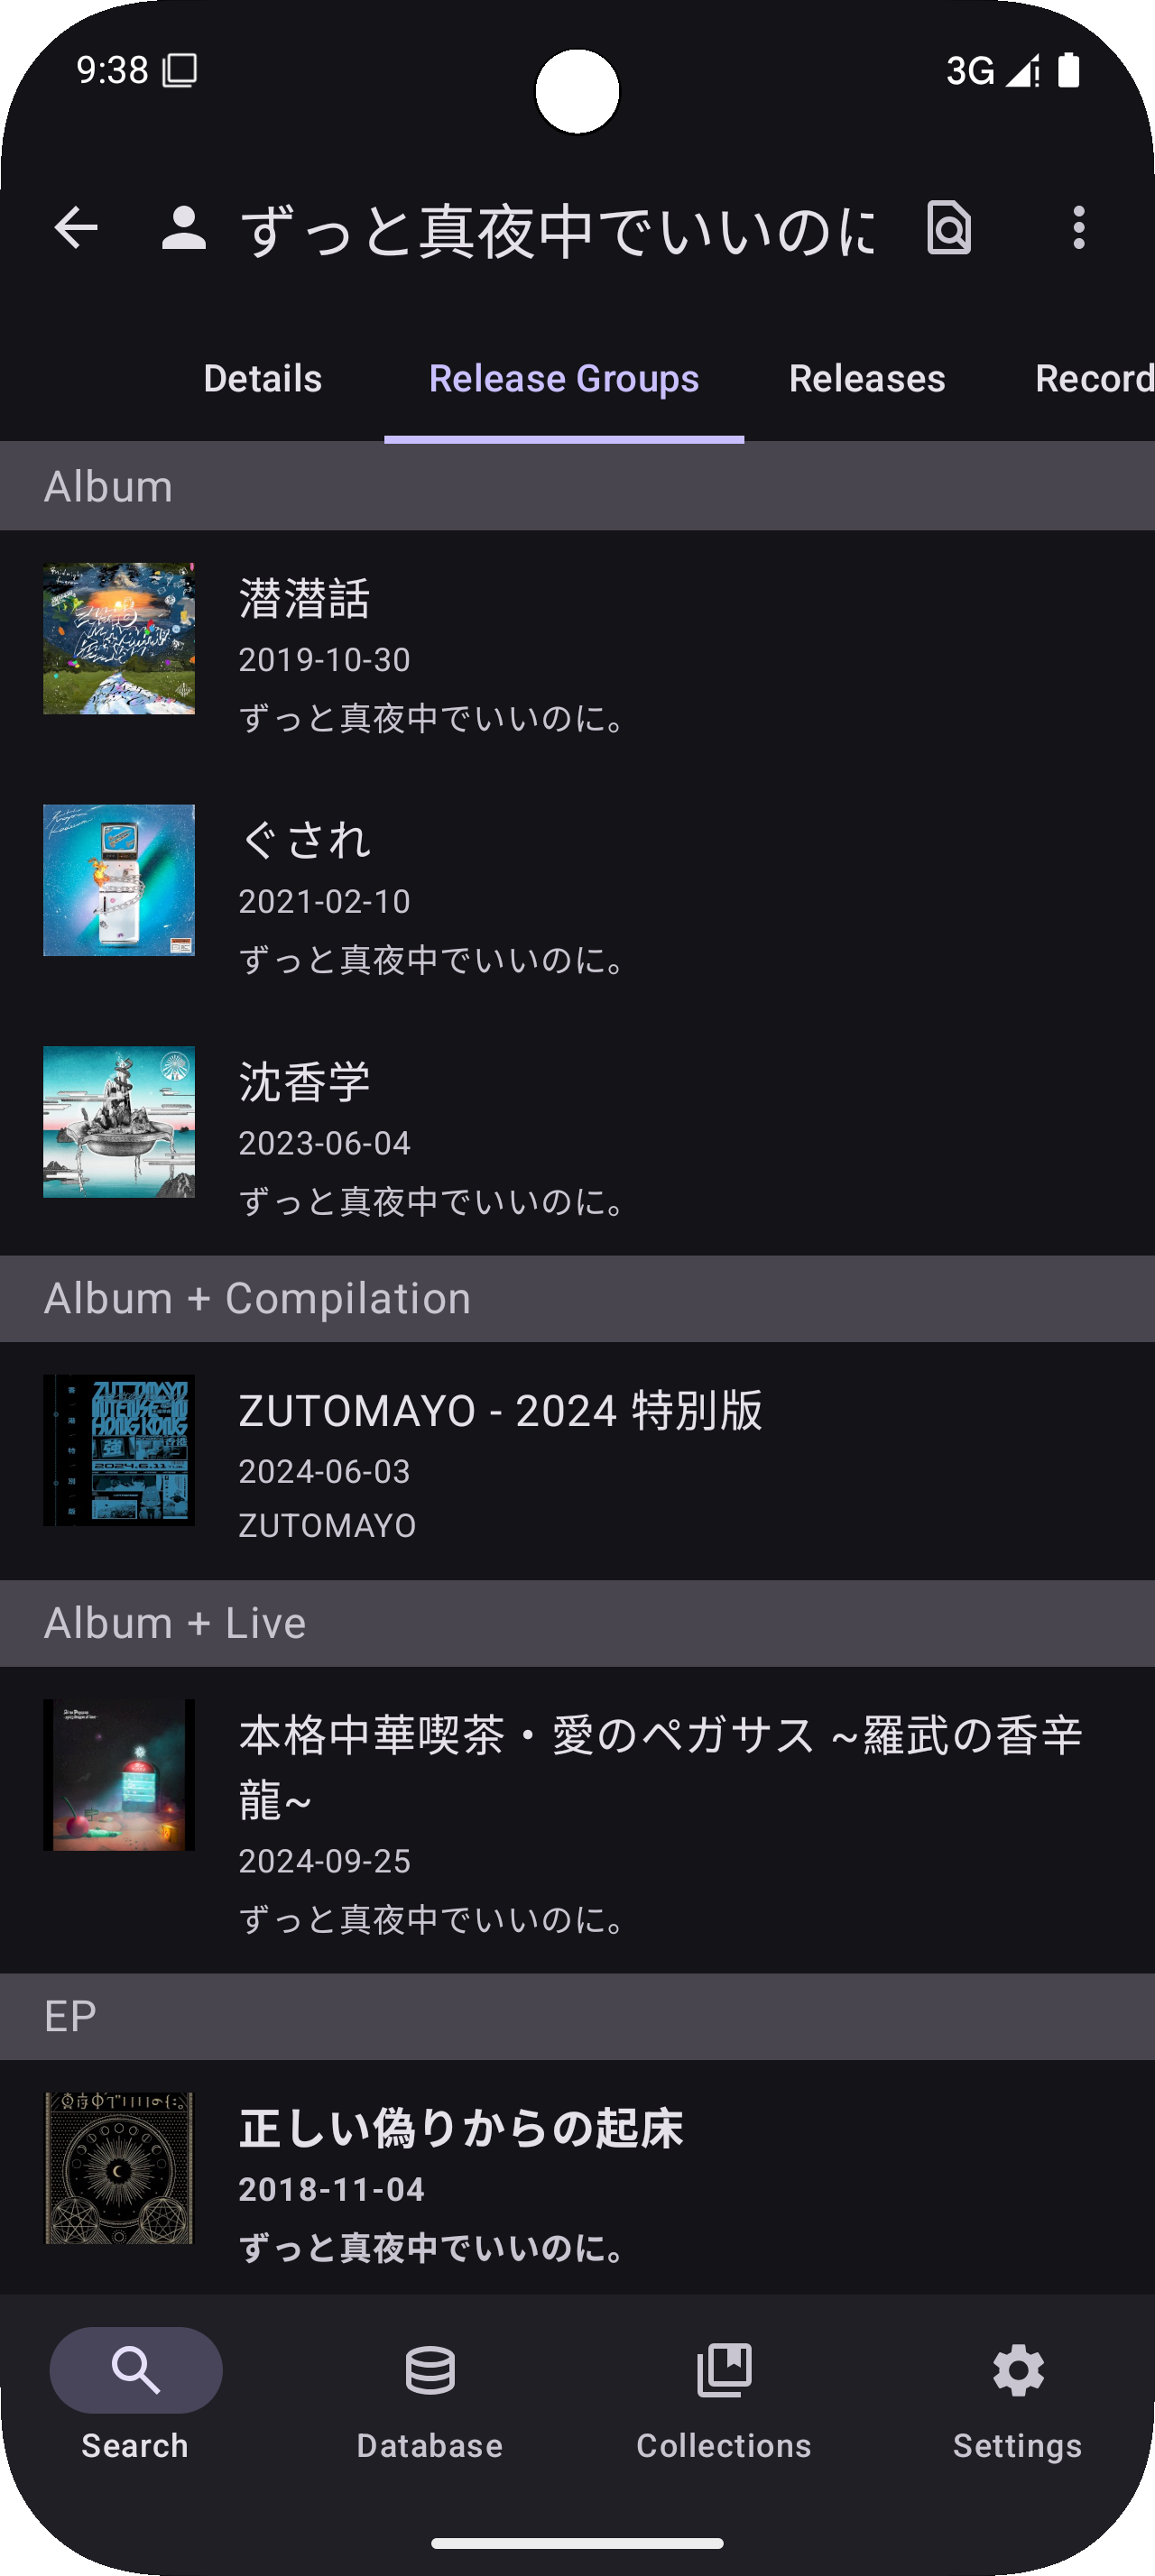 9:38
3G
ずっと真夜中でいいのに
Details
Release Groups
Releases
Record
Album
潜潜話
2019-10-30
ずっと真夜中でいいのに。
ぐされ
2021-02-10
ずっと真夜中でいいのに。
沈香学
2023-06-04
ずっと真夜中でいいのに。
Album + Compilation
ZUTOMAYO - 2024 特別版
2024-06-03
ZUTOMAYO
Album + Live
本格中華喫茶・愛のペガサス ~羅武の香辛
龍~
2024-09-25
ずっと真夜中でいいのに。
EP
正しい偽りからの起床
2018-11-04
ずっと真夜中でいいのに。
Search
Database
Collections
Settings